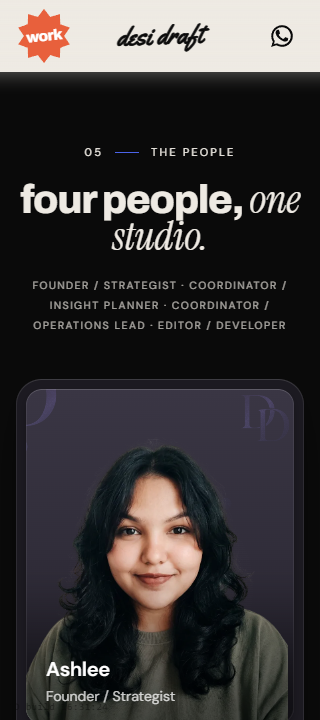 work
desi draft
05 THE PEOPLE
four people, one
studio.
FOUNDER / STRATEGIST · COORDINATOR /
INSIGHT PLANNER · COORDINATOR /
OPERATIONS LEAD · EDITOR / DEVELOPER
D DD
Ashlee
Founder / Strategist